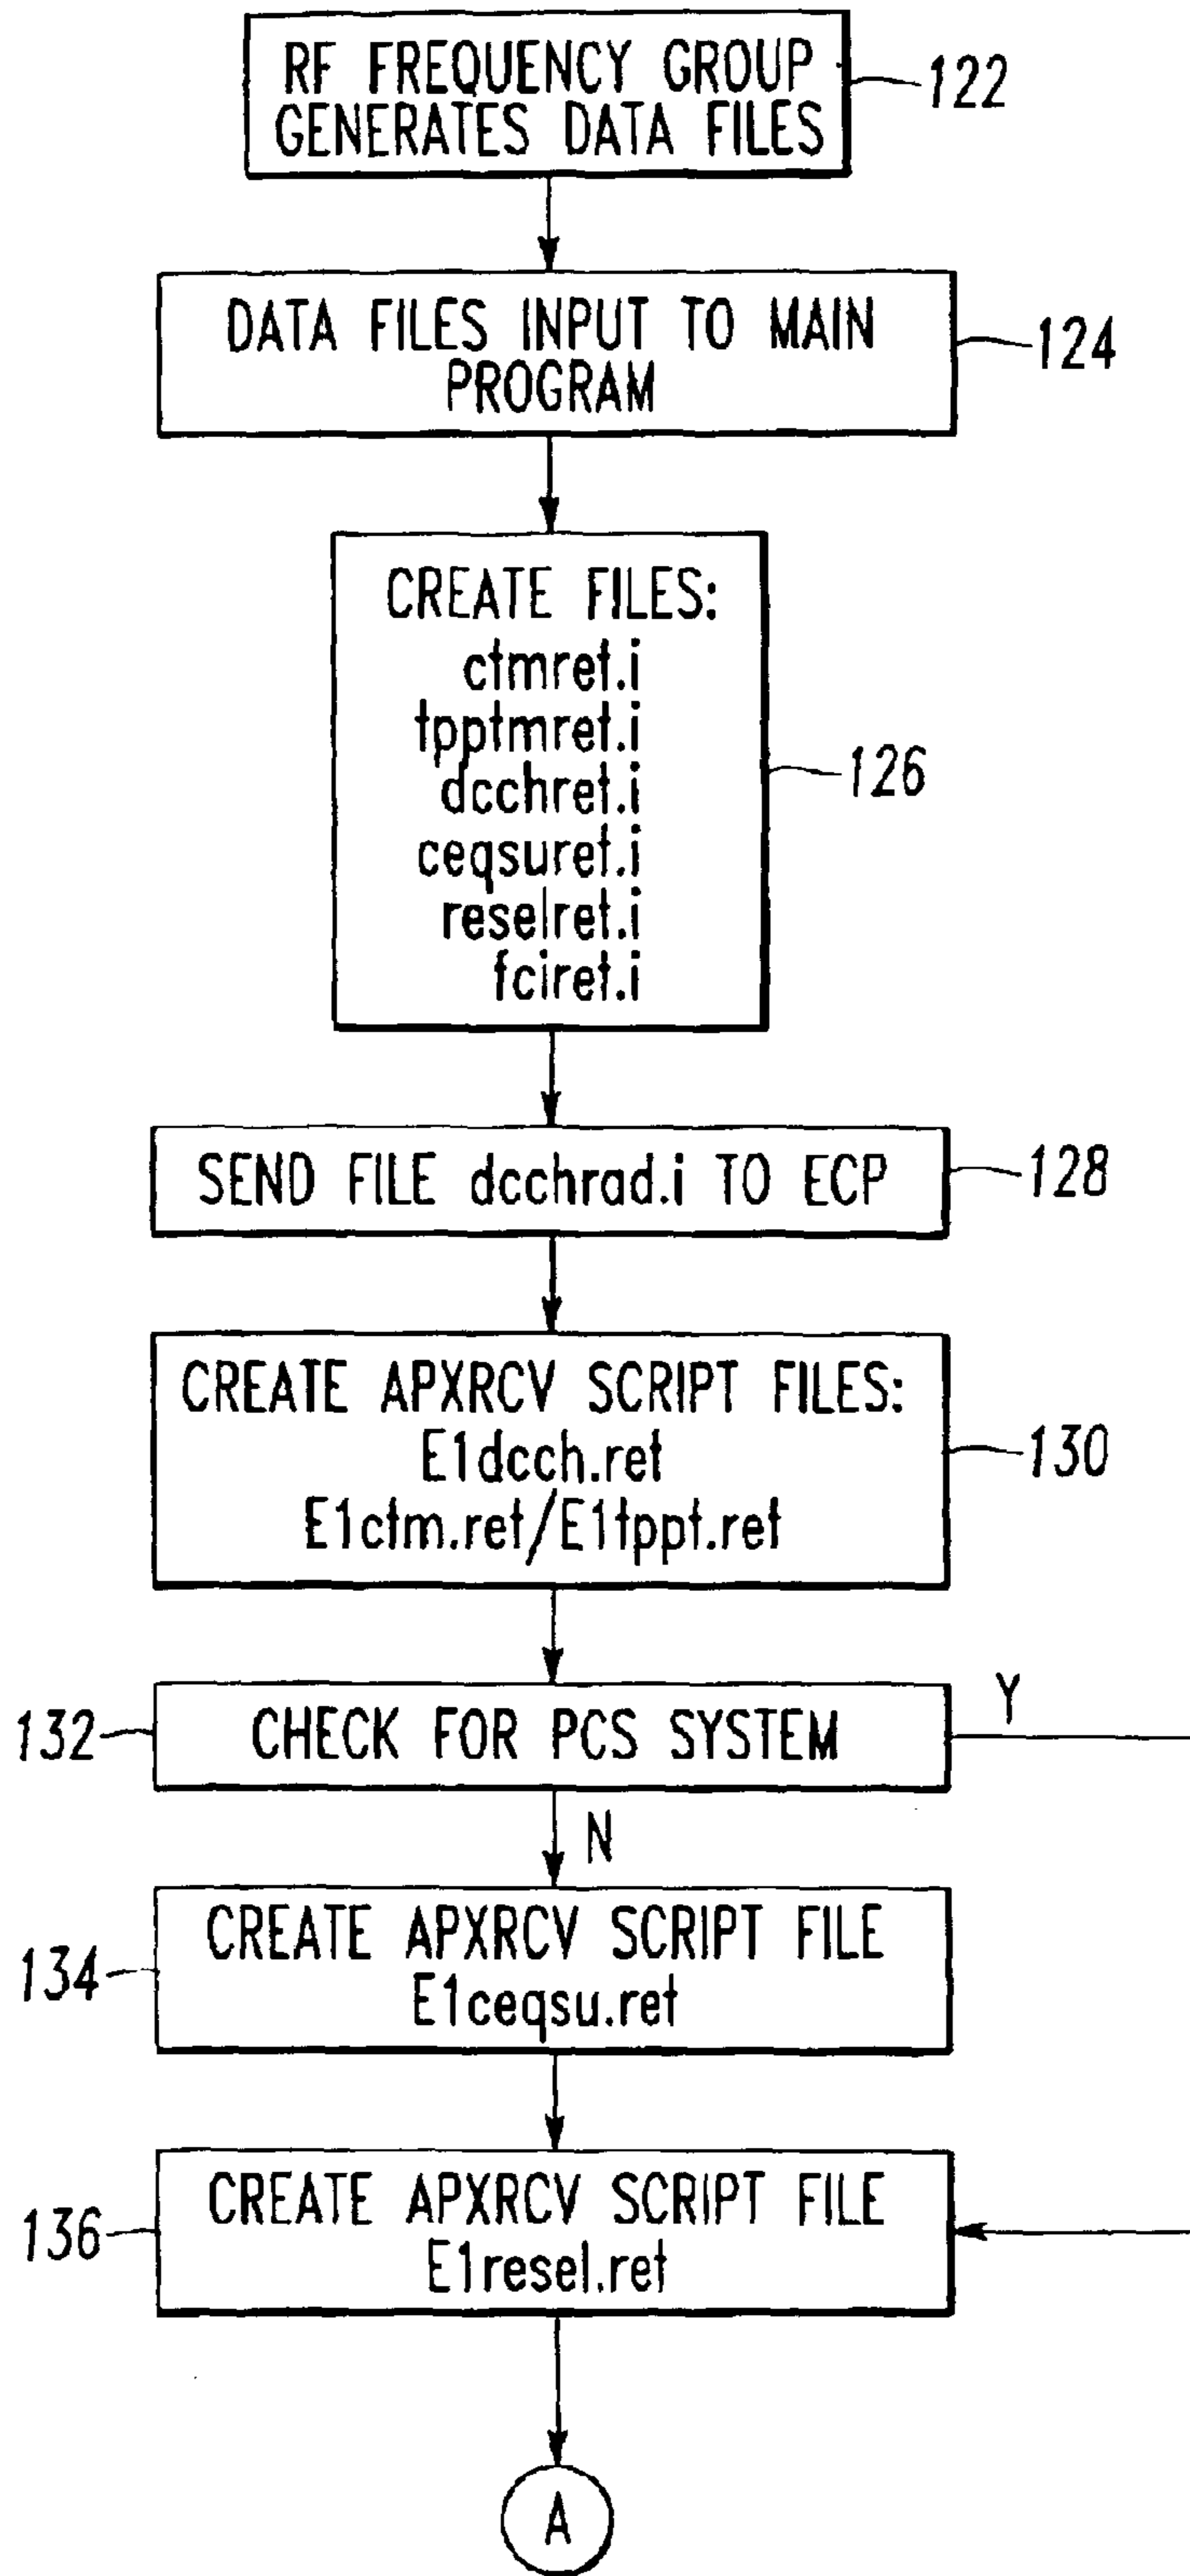 RF FREQUENCY GROUP
GENERATES DATA FILES
122
DATA FILES INPUT TO MAIN
PROGRAM
124
CREATE FILES:
ctmret.i
tpptmret.i
dcchret.i
ceqsuret.i
reselret.i
fciret.i
126
SEND FILE dcchrad.i TO ECP
128
CREATE APXRCV SCRIPT FILES:
E1dcch.ret
E1ctm.ret/E1tppt.ret
130
132
CHECK FOR PCS SYSTEM
Y
N
134
CREATE APXRCV SCRIPT FILE
E1ceqsu.ret
136
CREATE APXRCV SCRIPT FILE
E1resel.ret
A